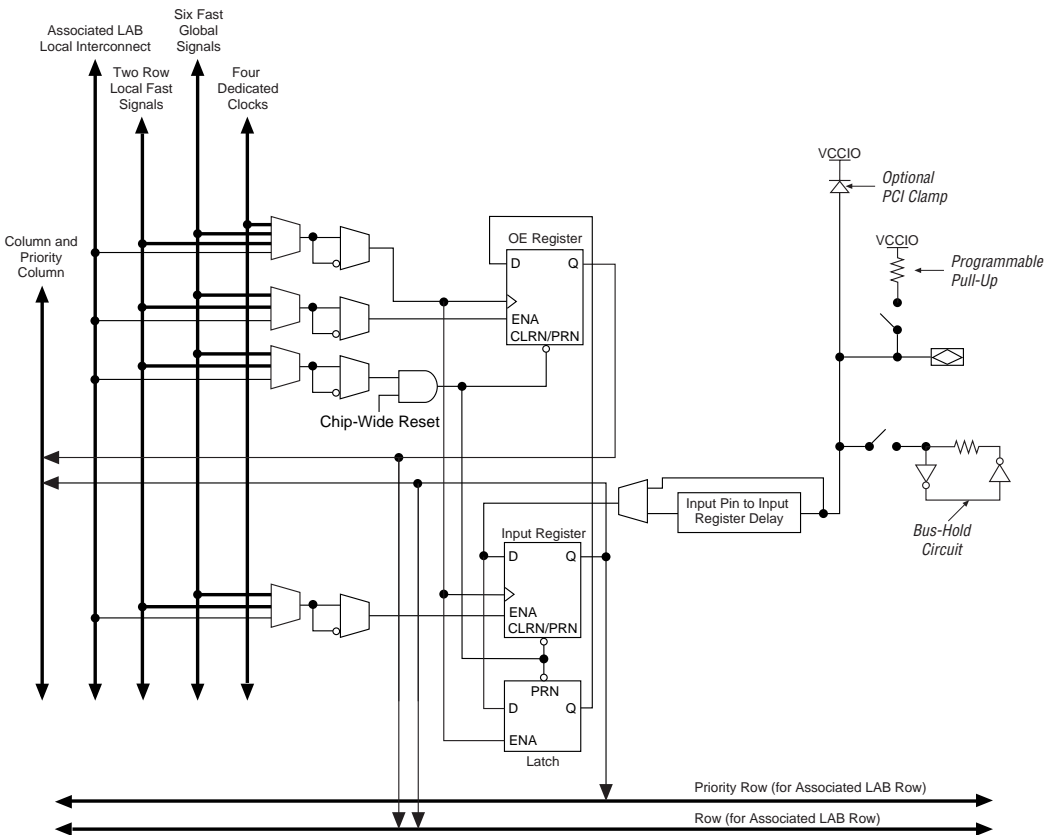 Associated LAB
Local Interconnect
Six Fast
Global
Signals
Two Row
Local Fast
Signals
Four
Dedicated
Clocks
Column and
Priority
Column
VCCIO
Optional
PCI Clamp
VCCIO
Programmable
Pull-Up
OE Register
D
Q
ENA
CLRN/PRN
Chip-Wide Reset
Input Pin to Input
Register Delay
Bus-Hold
Circuit
Input Register
D
Q
ENA
CLRN/PRN
PRN
D
Q
ENA
Latch
Priority Row (for Associated LAB Row)
Row (for Associated LAB Row)